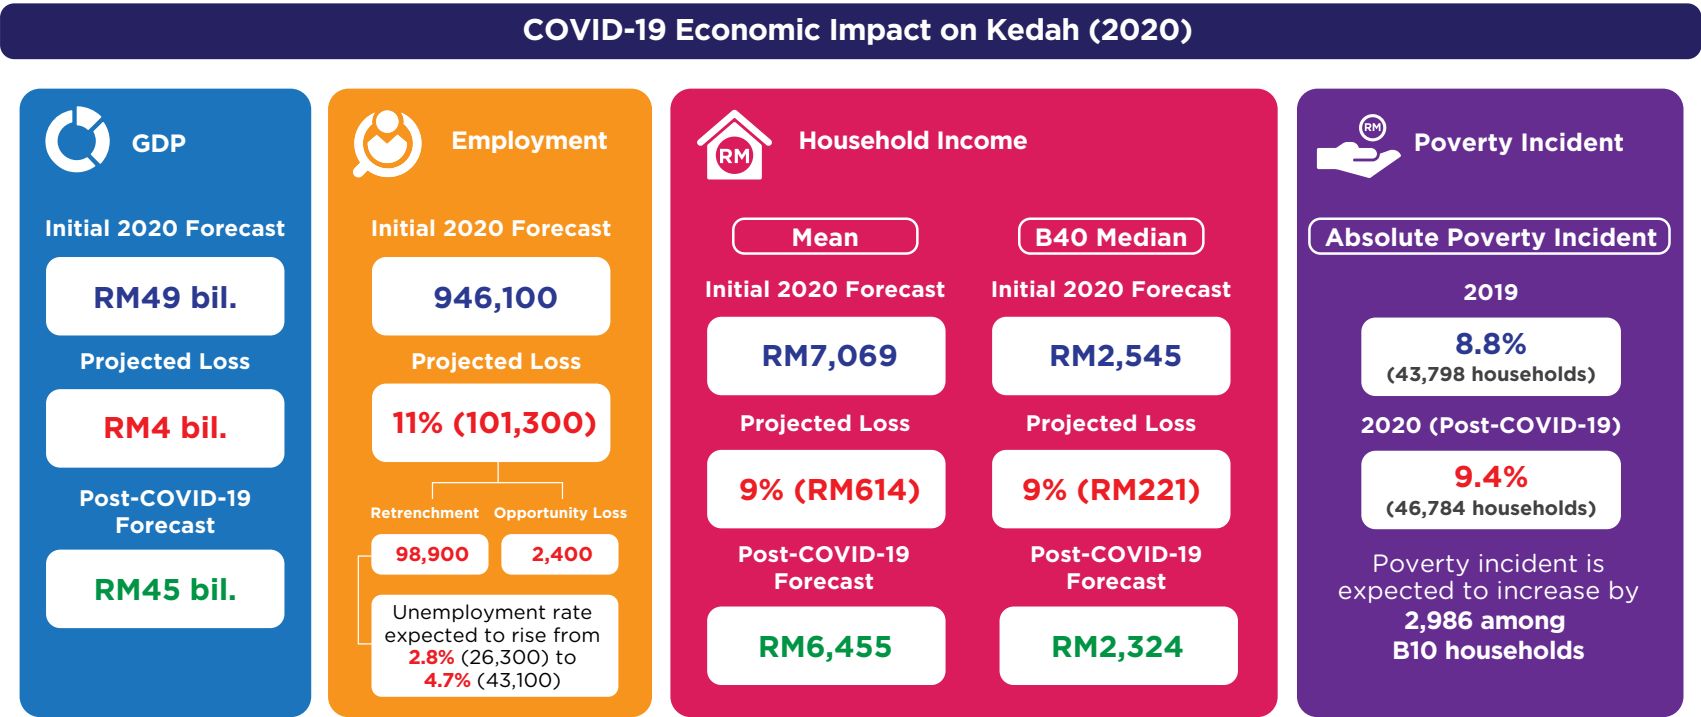 COVID-19 Economic Impact on Kedah (2020)
GDP
Initial 2020 Forecast
RM49 bil.
Projected Loss
RM4 bil.
Post-COVID-19
Forecast
RM45 bil.
Employment
Initial 2020 Forecast
946,100
Projected Loss
11% (101,300)
Retrenchment
Opportunity Loss
98,900
2,400
Unemployment rate
expected to rise from
2.8% (26,300) to
4.7% (43,100)
RM
Household Income
Mean
Initial 2020 Forecast
RM7,069
Projected Loss
9% (RM614)
Post-COVID-19
Forecast
RM6,455
B40 Median
Initial 2020 Forecast
RM2,545
Projected Loss
9% (RM221)
Post-COVID-19
Forecast
RM2,324
RM
Poverty Incident
Absolute Poverty Incident
2019
8.8%
(43,798 households)
2020 (Post-COVID-19)
9.4%
(46,784 households)
Poverty incident is
expected to increase by
2,986 among
B10 households